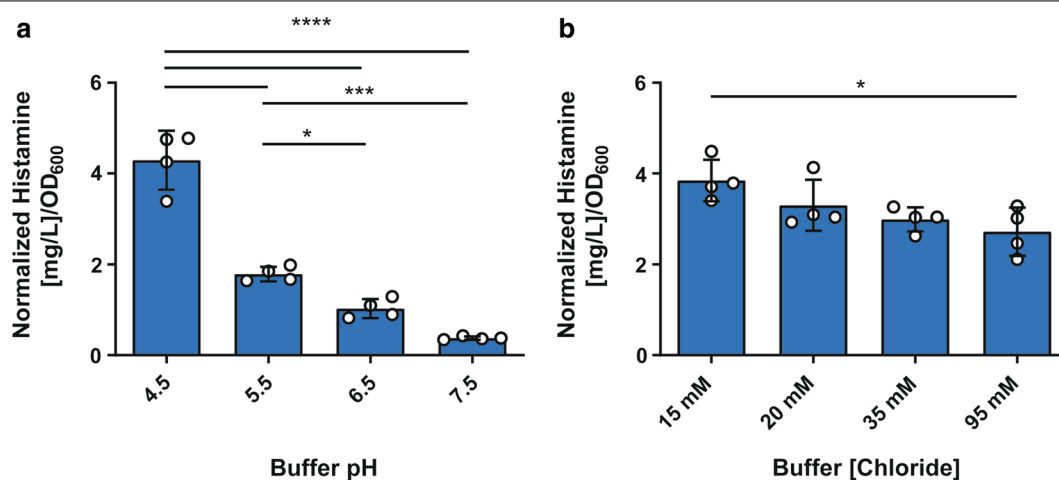 a
****
***
*
6
4
2
0
Normalized Histamine
[mg/L]/OD600
4.5
5.5
6.5
7.5
Buffer pH
b
*
6
4
2
0
Normalized Histamine
[mg/L]/OD600
15 mM
20 mM
35 mM
95 mM
Buffer [Chloride]